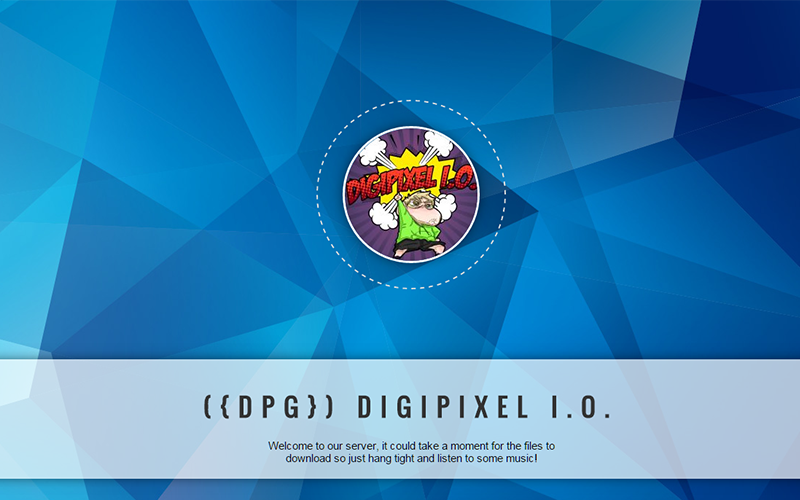 DIGIPIXEL I.O.
({DPG}) DIGIPIXEL I.O.
Welcome to our server, it could take a moment for the files to
download so just hang tight and listen to some music!